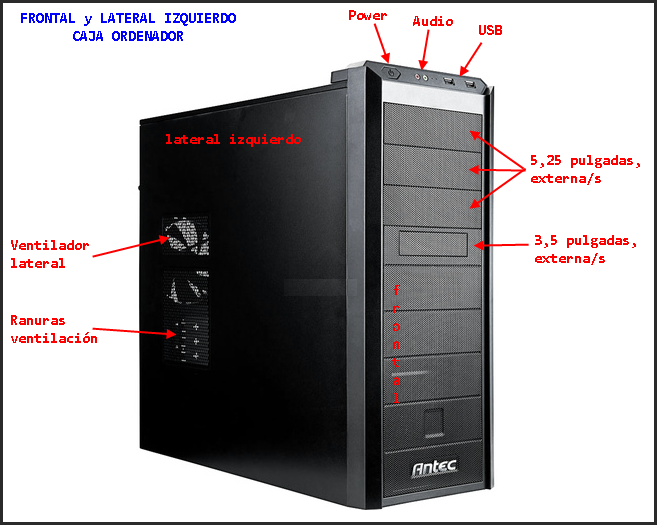 FRONTAL y LATERAL IZQUIERDO
CAJA ORDENADOR
Power
Audio
USB
lateral izquierdo
5,25 pulgadas,
externa/s
3,5 pulgadas,
externa/s
Ventilador
lateral
Ranuras
ventilación
frontal
Antec